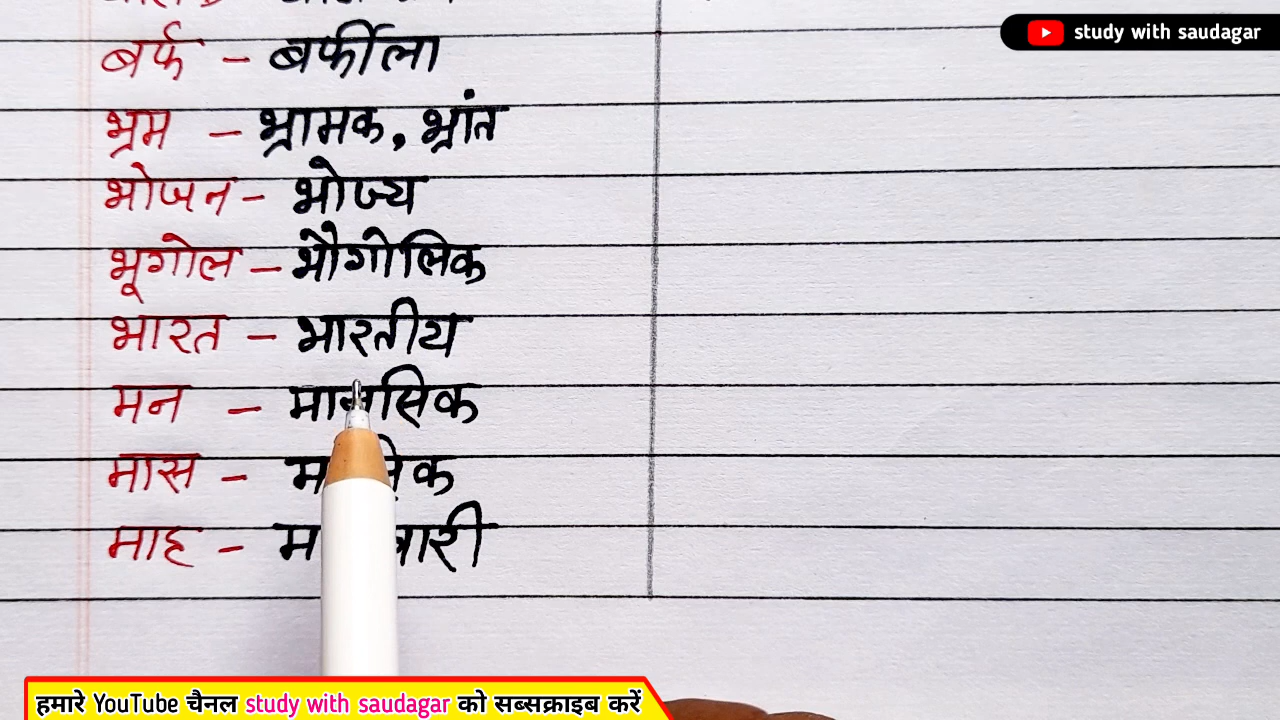 study with saudagar
बर्फ - बर्फीला
भ्रम - भ्रामक, भ्रांत
भोजन - भोज्य
भूगोल - भौगोलिक
भारत - भारतीय
मन - मानसिक
मास -
माह -
हमारे YouTube चैनल study with saudagar को सब्सक्राइब करें